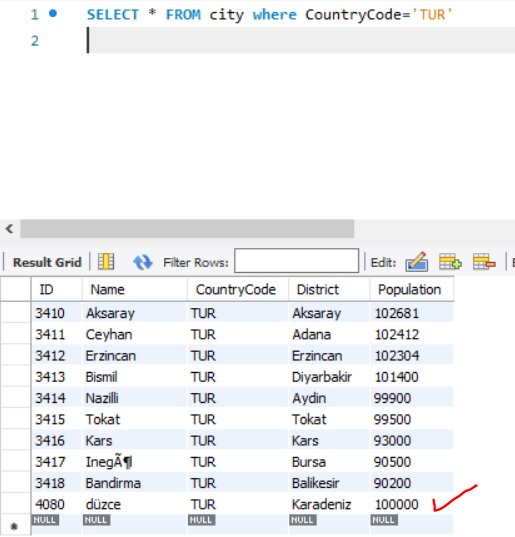 1 SELECT * FROM city where CountryCode='TUR'
2
Result Grid Filter Rows: Edit:
ID Name CountryCode District Population
3410 Aksaray TUR Aksaray 102681
3411 Ceyhan TUR Adana 102412
3412 Erzincan TUR Erzincan 102304
3413 Bismil TUR Diyarbakir 101400
3414 Nazilli TUR Aydin 99900
3415 Tokat TUR Tokat 99500
3416 Kars TUR Kars 93000
3417 Inegö TUR Bursa 90500
3418 Bandirma TUR Balikesir 90200
4080 düzce TUR Karadeniz 100000
NULL NULL NULL NULL NULL